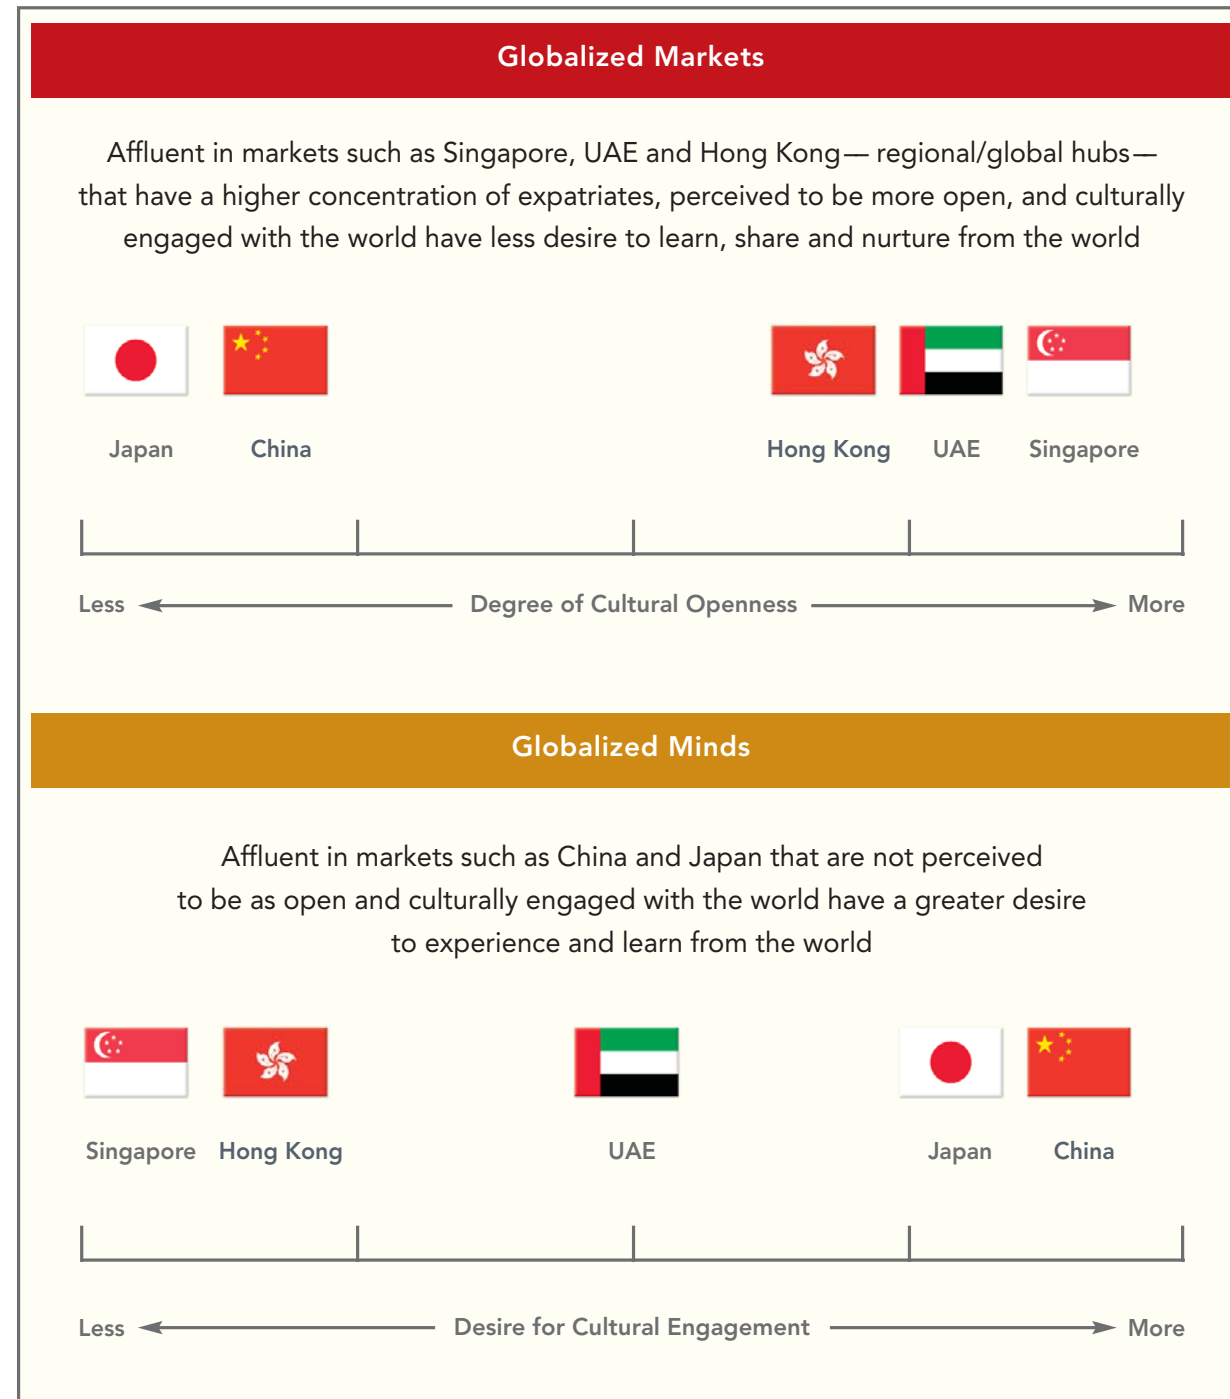 Globalized Markets
Affluent in markets such as Singapore, UAE and Hong Kong— regional/global hubs—
that have a higher concentration of expatriates, perceived to be more open, and culturally
engaged with the world have less desire to learn, share and nurture from the world
Japan China Hong Kong UAE Singapore
Less Degree of Cultural Openness More
Globalized Minds
Affluent in markets such as China and Japan that are not perceived
to be as open and culturally engaged with the world have a greater desire
to experience and learn from the world
Singapore Hong Kong UAE Japan China
Less Desire for Cultural Engagement More